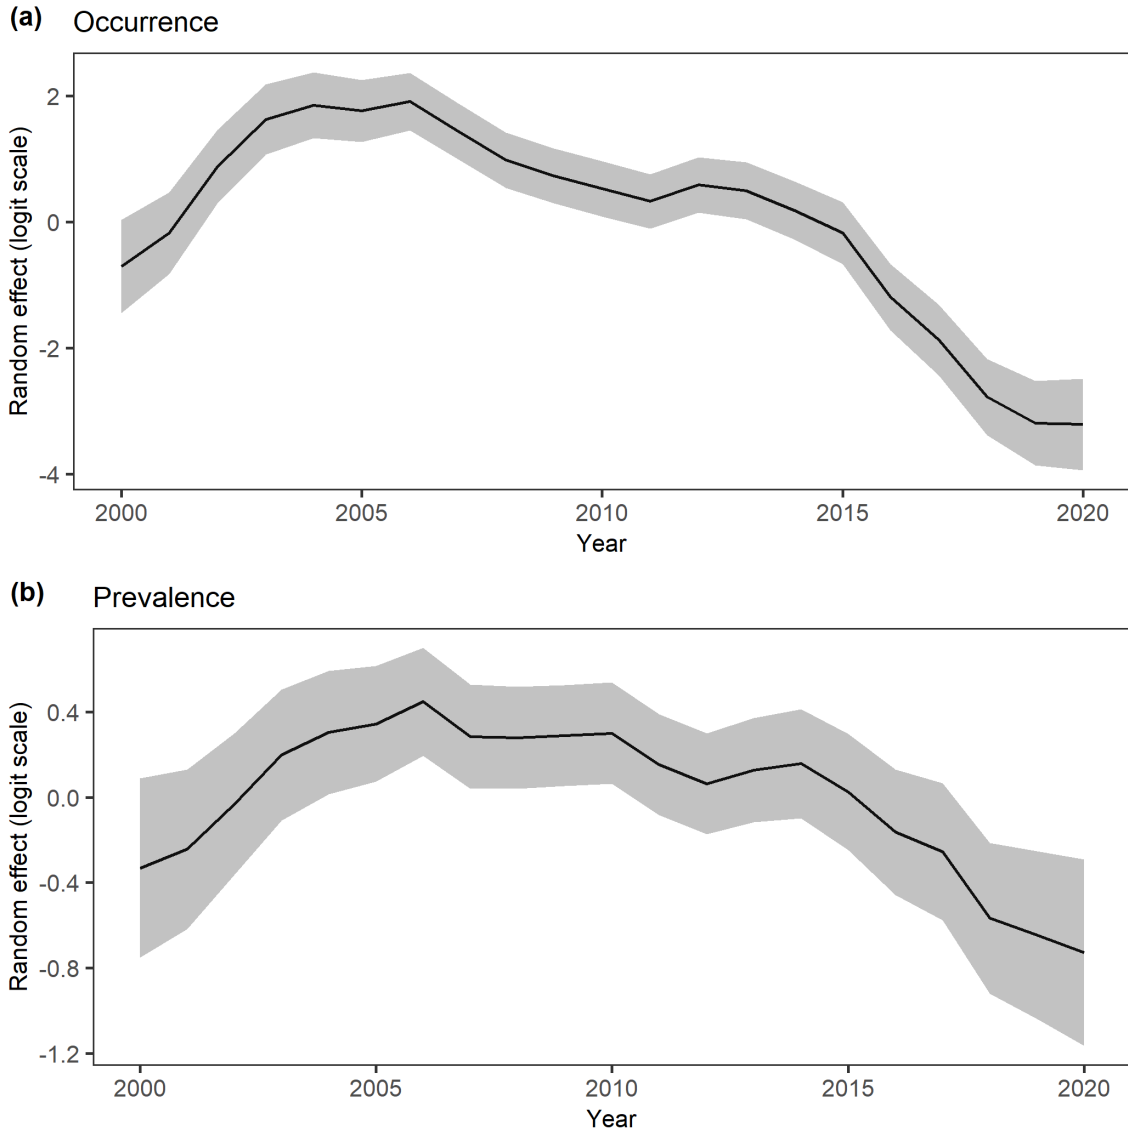 (a) Occurrence
Random effect (logit scale)
2
0
-2
-4
2000 2005 2010 2015 2020
Year
(b) Prevalence
Random effect (logit scale)
0.4
0.0
-0.4
-0.8
-1.2
2000 2005 2010 2015 2020
Year